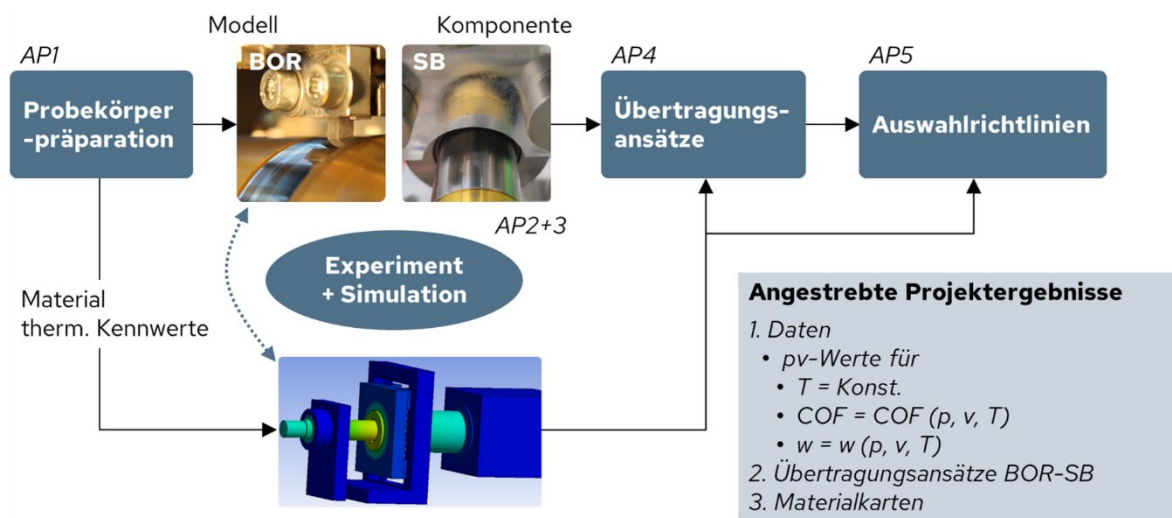 Modell
Komponente
AP1
BOR
SB
AP4
AP5
Probekörper
-präparation
Übertragungs-
ansätze
Auswahlrichtlinien
AP2+3
Experiment
+ Simulation
Material
therm. Kennwerte
Angestrebte Projektergebnisse
1. Daten
• pv-Werte für
• T = Konst.
• COF = COF (p, v, T)
• w = w (p, v, T)
2. Übertragungsansätze BOR-SB
3. Materialkarten